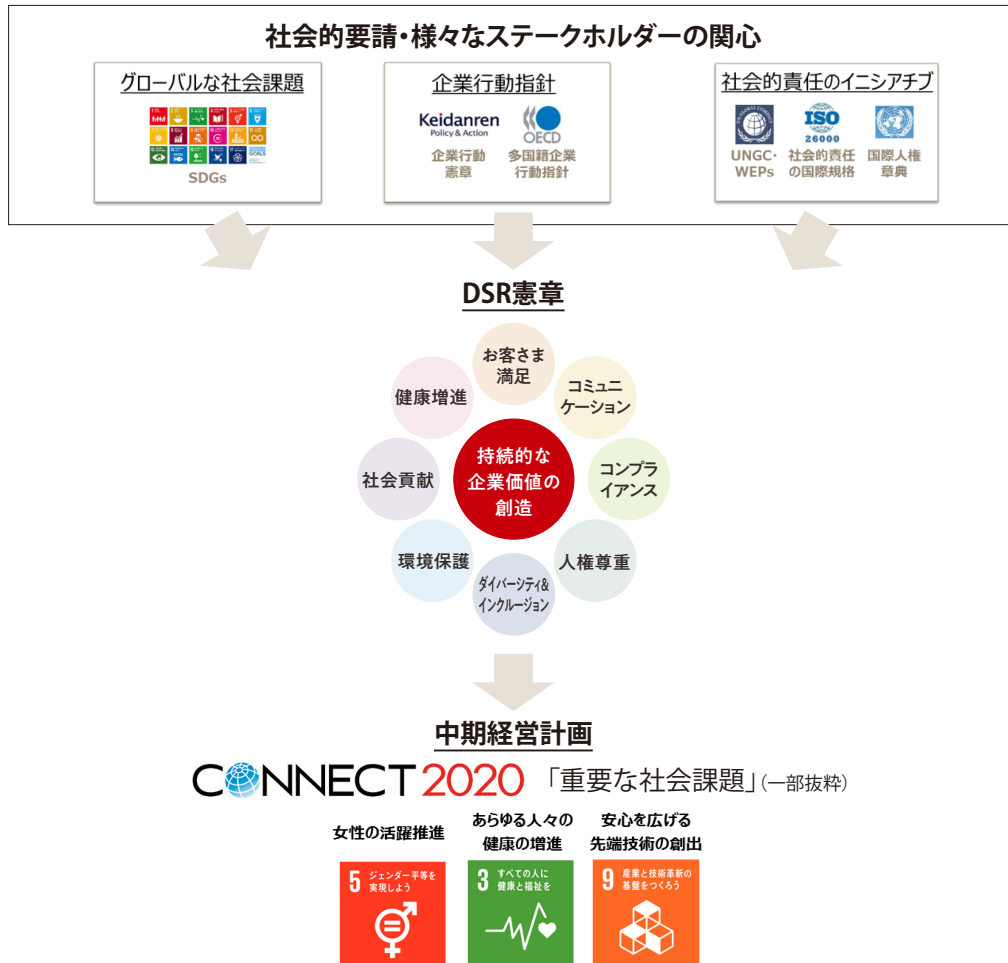 社会的要請・様々なステークホルダーの関心
グローバルな社会課題
SDGs
企業行動指針
Keidanren
Policy & Action
企業行動
憲章
OECD
多国籍企業
行動指針
社会的責任のイニシアチブ
UNGC・
WEPs
ISO
26000
社会的責任
の国際規格
国際人権
章典
DSR憲章
お客さま
満足
コミュニ
ケーション
コンプラ
イアンス
人権尊重
ダイバーシティ&
インクルージョン
環境保護
社会貢献
健康増進
持続的な
企業価値の
創造
中期経営計画
CONNECT 2020 「重要な社会課題」(一部抜粋)
女性の活躍推進
5 ジェンダー平等を
実現しよう
あらゆる人々の
健康の増進
3 すべての人に
健康と福祉を
安心を広げる
先端技術の創出
9 産業と技術革新の
基盤をつくろう